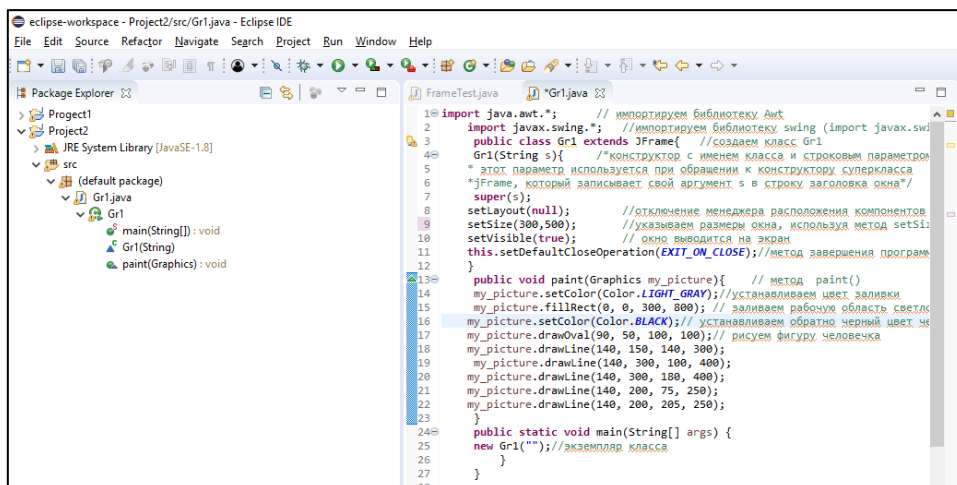 eclipse-workspace - Project2/src/Gr1.java - Eclipse IDE
File Edit Source Refactor Navigate Search Project Run Window Help
Package Explorer
Progect1
Project2
JRE System Library [JavaSE-1.8]
src
(default package)
Gr1.java
Gr1
main(String[]) : void
Gr1(String)
paint(Graphics) : void
FrameTest.java
*Gr1.java
1 import java.awt.*; // импортируем библиотеку Awt
2 import javax.swing.*; //импортируем библиотеку swing (import javax.swi
3 public class Gr1 extends JFrame{ //создаем класс Gr1
4 Gr1(String s){ /*конструктор с именем класса и строковым параметром
5 * этот параметр используется при обращении к конструктору суперкласса
6 *jFrame, который записывает свой аргумент s в строку заголовка окна*/
7 super(s);
8 setLayout(null); //отключение менеджера расположения компонентов
9 setSize(300,500); //указываем размеры окна, используя метод setSiz
10 setVisible(true); // окно выводится на экран
11 this.setDefaultCloseOperation(EXIT_ON_CLOSE);//метод завершения програм
12 }
13 public void paint(Graphics my_picture){ // метод paint()
14 my_picture.setColor(Color.LIGHT_GRAY);//устанавливаем цвет заливки
15 my_picture.fillRect(0, 0, 300, 800); // заливаем рабочую область светло
16 my_picture.setColor(Color.BLACK);// устанавливаем обратно черный цвет че
17 my_picture.drawOval(90, 50, 100, 100);// рисуем фигуру человечка
18 my_picture.drawLine(140, 150, 140, 300);
19 my_picture.drawLine(140, 300, 100, 400);
20 my_picture.drawLine(140, 300, 180, 400);
21 my_picture.drawLine(140, 200, 75, 250);
22 my_picture.drawLine(140, 200, 205, 250);
23 }
24 public static void main(String[] args) {
25 new Gr1("");//экземпляр класса
26 }
27 }